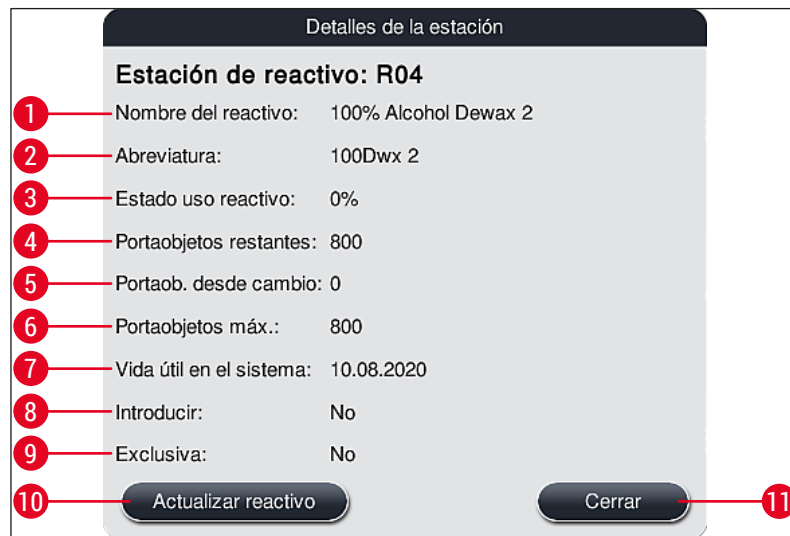 Detalles de la estación
Estación de reactivo: R04
1 Nombre del reactivo: 100% Alcohol Dewax 2
2 Abreviatura: 100Dwx 2
3 Estado uso reactivo: 0%
4 Portaobjetos restantes: 800
5 Portaob. desde cambio: 0
6 Portaobjetos máx.: 800
7 Vida útil en el sistema: 10.08.2020
8 Introducir: No
9 Exclusiva: No
10 Actualizar reactivo Cerrar 11